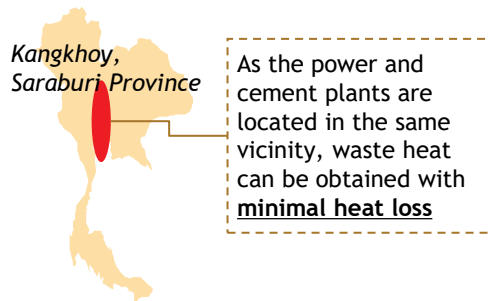 Kangkhoy,
Saraburi Province
As the power and
cement plants are
located in the same
vicinity, waste heat
can be obtained with
minimal heat loss